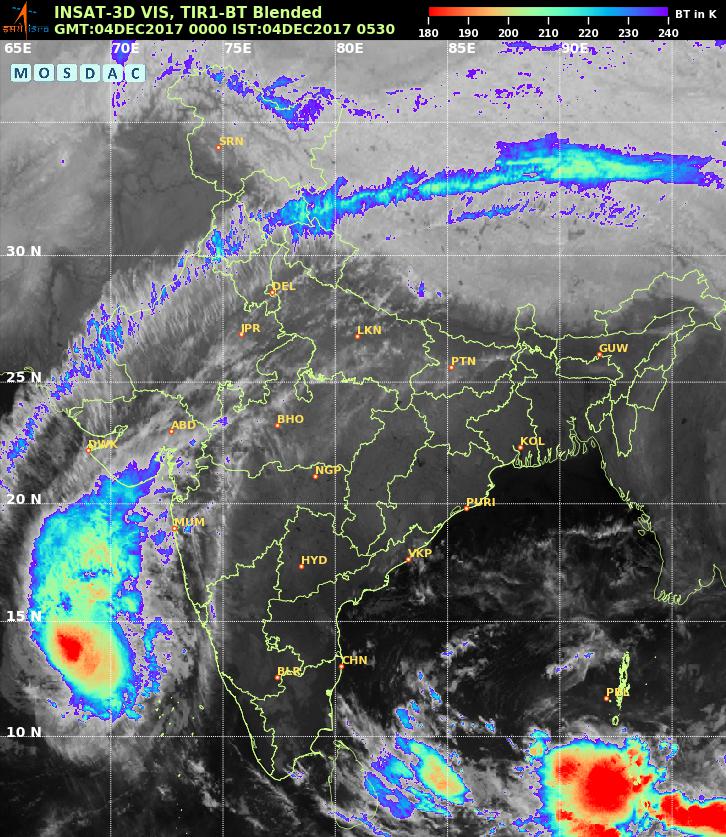 INSAT-3D VIS, TIR1-BT Blended
GMT:04DEC2017 0000 IST:04DEC2017 0530
BT in K
180 190 200 210 220 230 240
65E 70E 75E 80E 85E 90E
M O S D A C
SRN
30 N
DEL
JPR LKN GUW
PTN
25 N
ABD BHO
DWK KOL
NGP
20 N PURI
MUM
HYD VKP
15 N
BLR CHN
PBL
10 N